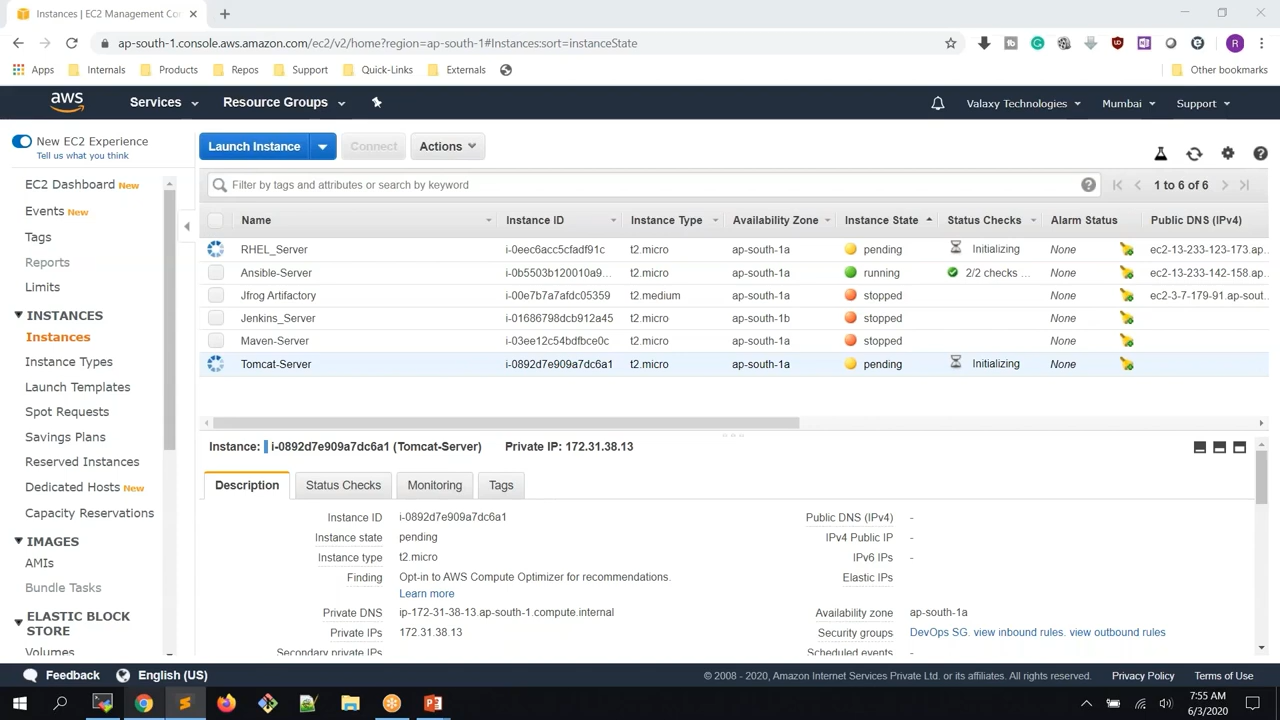 Instances | EC2 Management Co
ap-south-1.console.aws.amazon.com/ec2/v2/home?region=ap-south-1#Instances:sort=instanceState
Apps Internals Products Repos Support Quick-Links Externals Other bookmarks
aws Services Resource Groups Valaxy Technologies Mumbai Support
New EC2 Experience
Tell us what you think
EC2 Dashboard New
Events New
Tags
Reports
Limits
INSTANCES
Instances
Instance Types
Launch Templates
Spot Requests
Savings Plans
Reserved Instances
Dedicated Hosts New
Capacity Reservations
IMAGES
AMIs
Bundle Tasks
ELASTIC BLOCK
STORE
Volumes
Launch Instance Connect Actions
Filter by tags and attributes or search by keyword 1 to 6 of 6
Name Instance ID Instance Type Availability Zone Instance State Status Checks Alarm Status Public DNS (IPv4)
RHEL_Server i-0eec6acc5cfadf91c t2.micro ap-south-1a pending Initializing None ec2-13-233-123-173.ap...
Ansible-Server i-0b5503b120010a9... t2.micro ap-south-1a running 2/2 checks ... None ec2-13-233-142-158.ap...
Jfrog Artifactory i-00e7b7a7afdc05359 t2.medium ap-south-1a stopped None ec2-3-7-179-91.ap-sout...
Jenkins_Server i-01686798dcb912a45 t2.micro ap-south-1b stopped None
Maven-Server i-03ee12c54bdfbce0c t2.micro ap-south-1a stopped None
Tomcat-Server i-0892d7e909a7dc6a1 t2.micro ap-south-1a pending Initializing None
Instance: i-0892d7e909a7dc6a1 (Tomcat-Server) Private IP: 172.31.38.13
Description Status Checks Monitoring Tags
Instance ID i-0892d7e909a7dc6a1 Public DNS (IPv4) -
Instance state pending IPv4 Public IP -
Instance type t2.micro IPv6 IPs -
Finding Opt-in to AWS Compute Optimizer for recommendations. Elastic IPs
Learn more
Private DNS ip-172-31-38-13.ap-south-1.compute.internal Availability zone ap-south-1a
Private IPs 172.31.38.13 Security groups DevOps SG. view inbound rules. view outbound rules
Secondary private IPs Scheduled events -
Feedback English (US) © 2008 - 2020, Amazon Internet Services Private Ltd. or its affiliates. All rights reserved. Privacy Policy Terms of Use
7:55 AM
6/3/2020